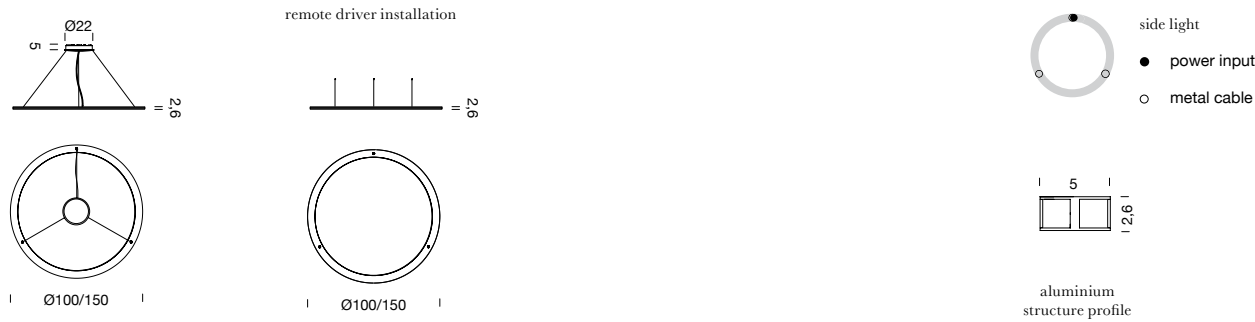 Ø22
5
2,6
Ø100/150
remote driver installation
2,6
Ø100/150
side light
power input
metal cable
5
2,6
aluminium
structure profile